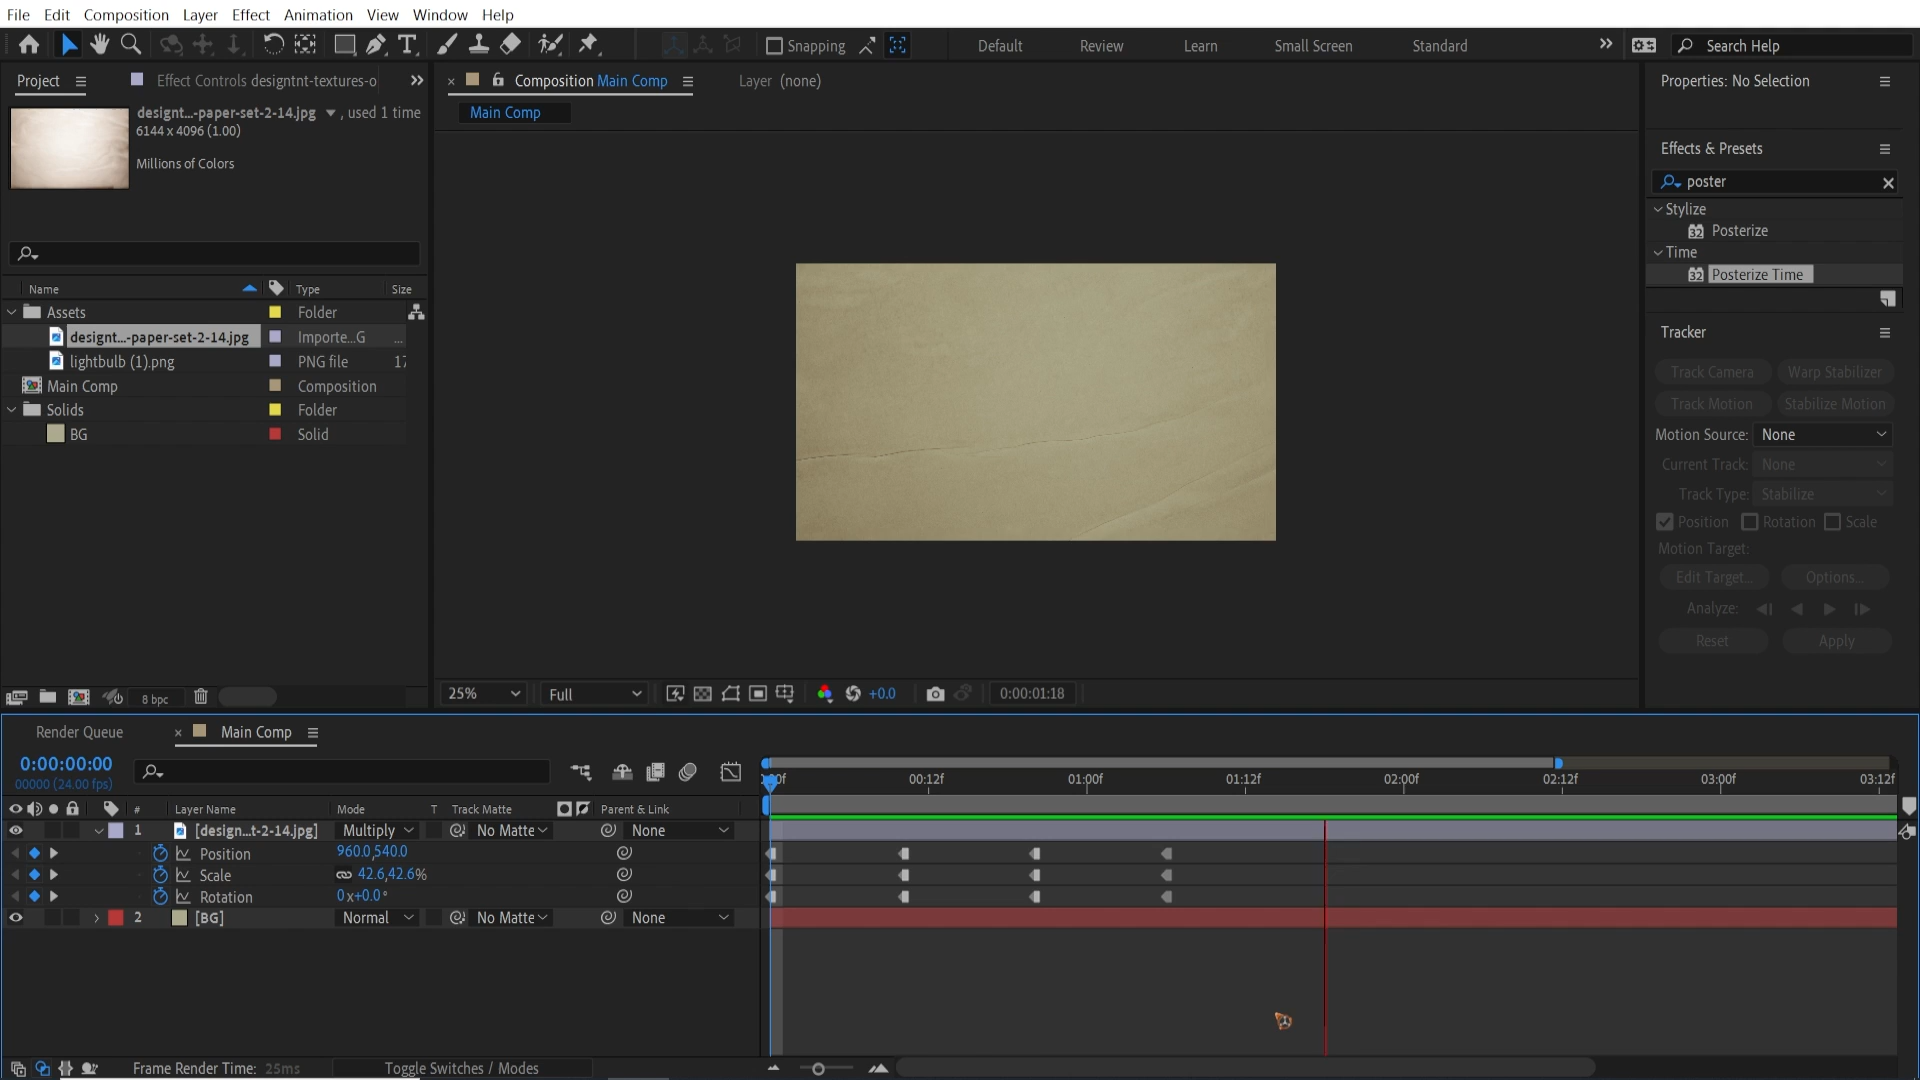 File Edit Composition Layer Effect Animation View Window Help
Snapping Default Review Learn Small Screen Standard Search Help
Project Effect Controls designtnt-textures-o
designt...-paper-set-2-14.jpg , used 1 time
6144 x 4096 (1.00)
Millions of Colors
Name Type Size
Assets Folder
designt...-paper-set-2-14.jpg Importe...G ...
lightbulb (1).png PNG file 17
Main Comp Composition
Solids Folder
BG Solid
8 bpc
Composition Main Comp Layer (none)
Main Comp
25% Full +0.0 0:00:01:18
Properties: No Selection
Effects & Presets
poster
Stylize
32 Posterize
Time
32 Posterize Time
Tracker
Track Camera Warp Stabilizer
Track Motion Stabilize Motion
Motion Source: None
Current Track: None
Track Type: Stabilize
Position Rotation Scale
Motion Target:
Edit Target... Options...
Analyze:
Reset Apply
Render Queue Main Comp
0:00:00:00
00000 (24.00 fps)
00f 00:12f 01:00f 01:12f 02:00f 02:12f 03:00f 03:12f
# Layer Name Mode T Track Matte Parent & Link
1 [design...t-2-14.jpg] Multiply No Matte None
Position 960.0,540.0
Scale 42.6,42.6%
Rotation 0x+0.0°
2 [BG] Normal No Matte None
Frame Render Time: 25ms Toggle Switches / Modes